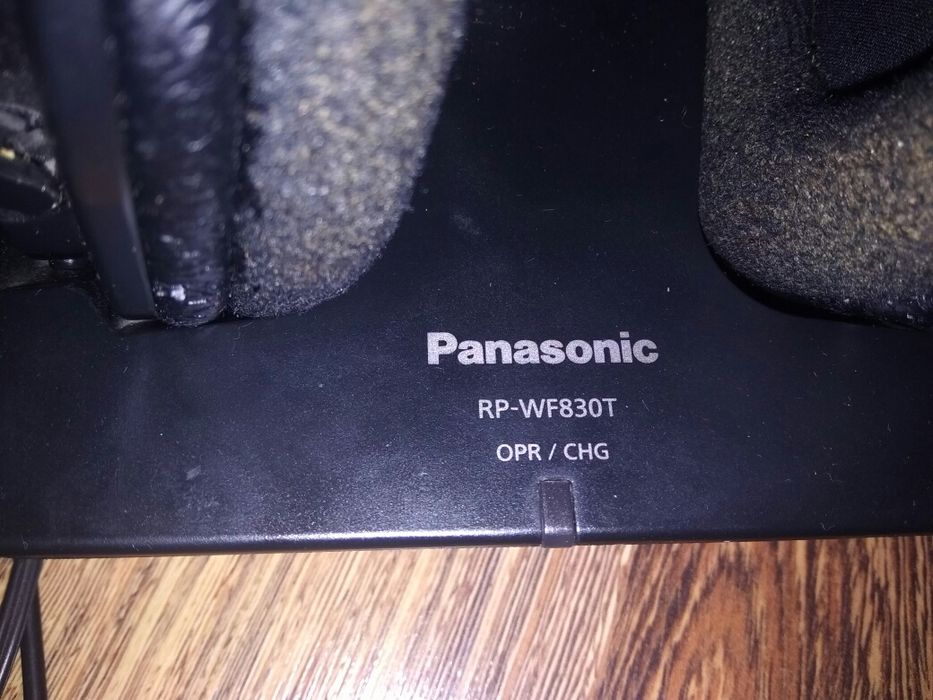 Panasonic
RP-WF830T
OPR / CHG